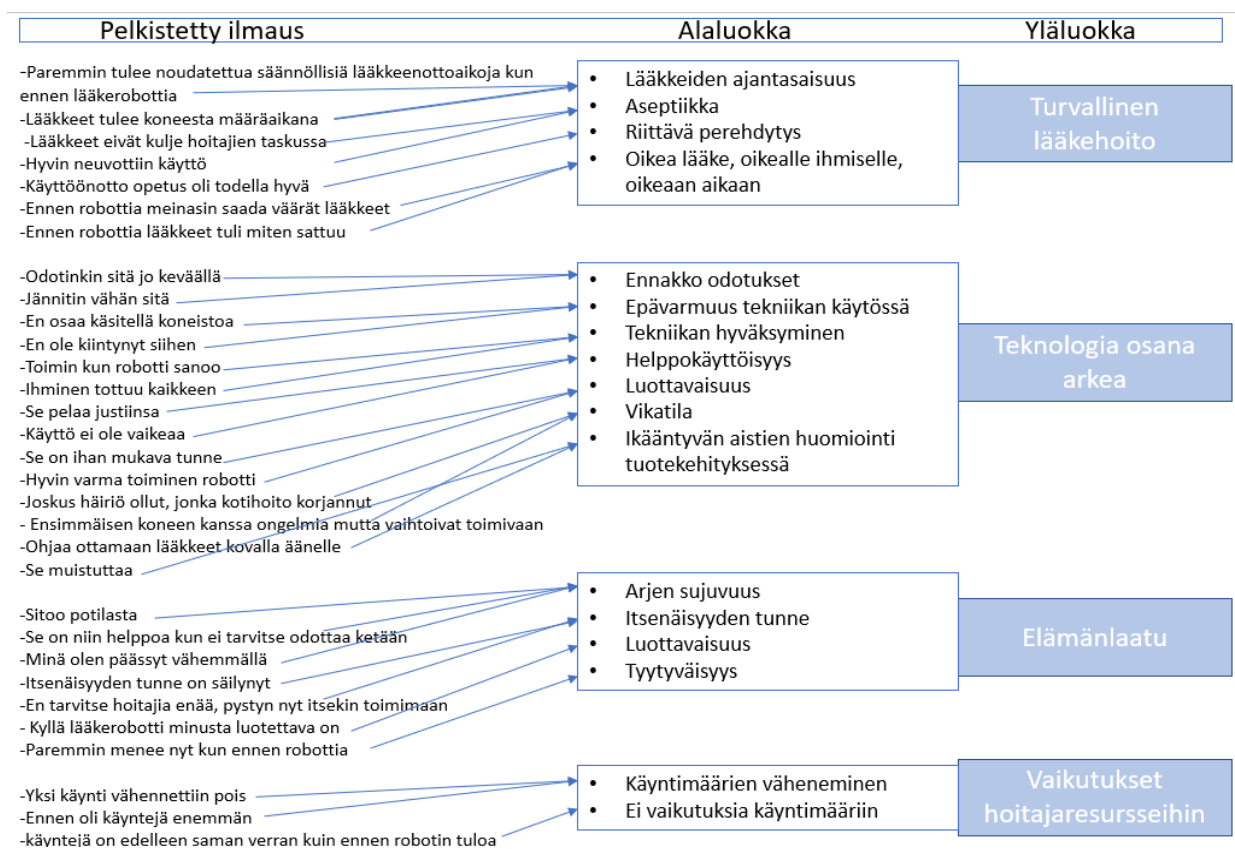 Pelkistetty ilmaus Alaluokka Yläluokka
-Paremmin tulee noudatettua säännöllisiä lääkkeenottoaikoja kun
ennen lääkerobottia
-Lääkkeet tulee koneesta määräaikana
-Lääkkeet eivät kulje hoitajien taskussa
-Hyvin neuvottiin käyttö
-Käyttöönotto opetus oli todella hyvä
-Ennen robottia meinasin saada väärät lääkkeet
-Ennen robottia lääkkeet tuli miten sattuu
• Lääkkeiden ajantasaisuus
• Aseptiikka
• Riittävä perehdytys
• Oikea lääke, oikealle ihmiselle,
oikeaan aikaan
Turvallinen
lääkehoito
-Odotinkin sitä jo keväällä
-Jännitin vähän sitä
-En osaa käsitellä koneistoa
-En ole kiintynyt siihen
-Toimin kun robotti sanoo
-Ihminen tottuu kaikkeen
-Se pelaa justiinsa
-Käyttö ei ole vaikeaa
-Se on ihan mukava tunne
-Hyvin varma toiminen robotti
-Joskus häiriö ollut, jonka kotihoito korjannut
- Ensimmäisen koneen kanssa ongelmia mutta vaihtoivat toimivaan
-Ohjaa ottamaan lääkkeet kovalla äänelle
-Se muistuttaa
• Ennakko odotukset
• Epävarmuus tekniikan käytössä
• Tekniikan hyväksyminen
• Helppokäyttöisyys
• Luottavaisuus
• Vikatila
• Ikääntyvän aistien huomiointi
tuotekehityksessä
Teknologia osana
arkea
-Sitoo potilasta
-Se on niin helppoa kun ei tarvitse odottaa ketään
-Minä olen päässyt vähemmällä
-Itsenäisyyden tunne on säilynyt
-En tarvitse hoitajia enää, pystyn nyt itsekin toimimaan
- Kyllä lääkerobotti minusta luotettava on
-Paremmin menee nyt kun ennen robottia
• Arjen sujuvuus
• Itsenäisyyden tunne
• Luottavaisuus
• Tyytyväisyys
Elämänlaatu
-Yksi käynti vähennettiin pois
-Ennen oli käyntejä enemmän
-käyntejä on edelleen saman verran kuin ennen robotin tuloa
• Käyntimäärien väheneminen
• Ei vaikutuksia käyntimääriin
Vaikutukset
hoitajaresursseihin